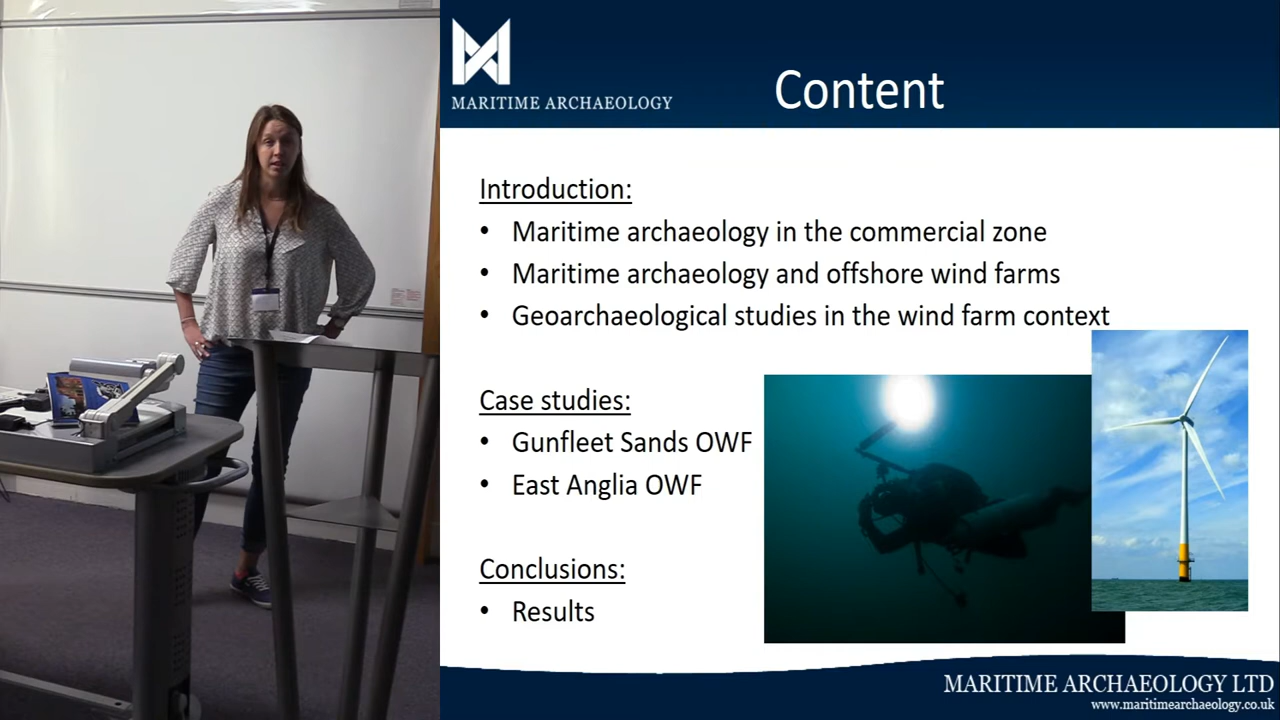 MARITIME ARCHAEOLOGY
Content
Introduction:
• Maritime archaeology in the commercial zone
• Maritime archaeology and offshore wind farms
• Geoarchaeological studies in the wind farm context
Case studies:
• Gunfleet Sands OWF
• East Anglia OWF
Conclusions:
• Results
MARITIME ARCHAEOLOGY LTD
www.maritimearchaeology.co.uk